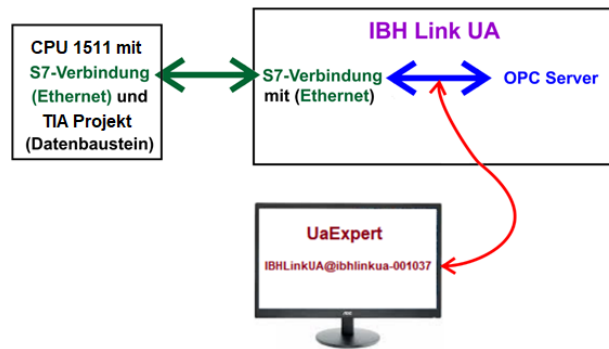 CPU 1511 mit
S7-Verbindung
(Ethernet) und
TIA Projekt
(Datenbaustein)
IBH Link UA
S7-Verbindung
mit (Ethernet)
OPC Server
UaExpert
IBHLinkUA@ibhlinkua-001037